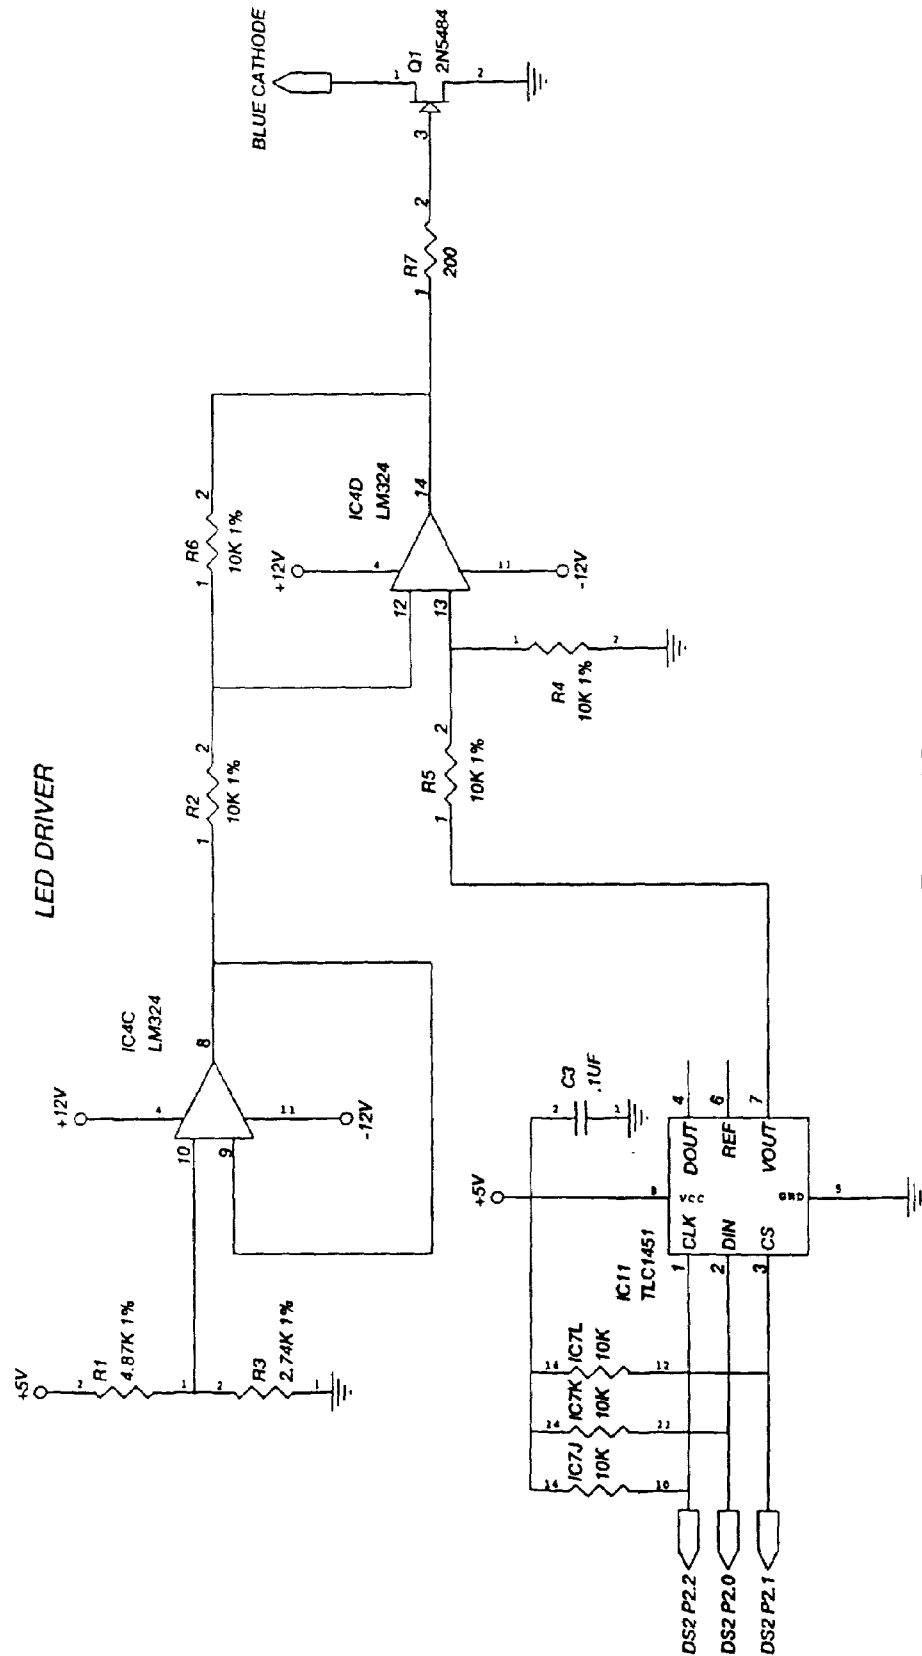 LED DRIVER
+5V
2
R1
4.87K 1%
1
2
R3
2.74K 1%
1
+12V
4
IC4C
LM324
10
9
8
11
-12V
1
R2
2
10K 1%
1
R6
2
10K 1%
+12V
4
IC4D
LM324
12
13
14
11
-12V
1
R5
2
10K 1%
1
2
R4
10K 1%
1
R7
2
200
3
Q1
2N5484
1
2
BLUE CATHODE
+5V
2
C3
.1UF
1
IC11
TLC1451
8
VCC
1
CLK
DOUT
4
2
DIN
REF
6
3
CS
VOUT
7
GND
5
14
IC7L
10K
12
14
IC7K
10K
11
14
IC7J
10K
10
DS2 P2.2
DS2 P2.0
DS2 P2.1